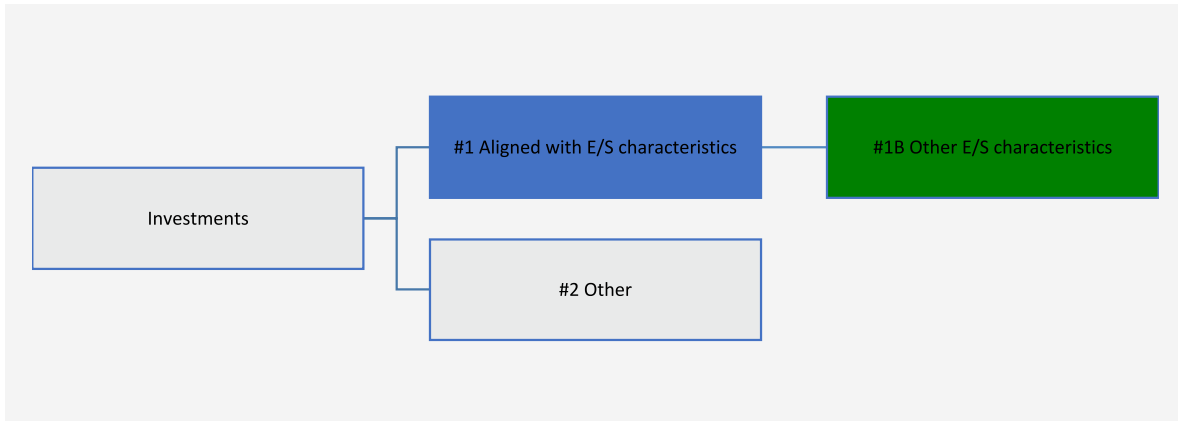 #1 Aligned with E/S characteristics
#1B Other E/S characteristics
Investments
#2 Other